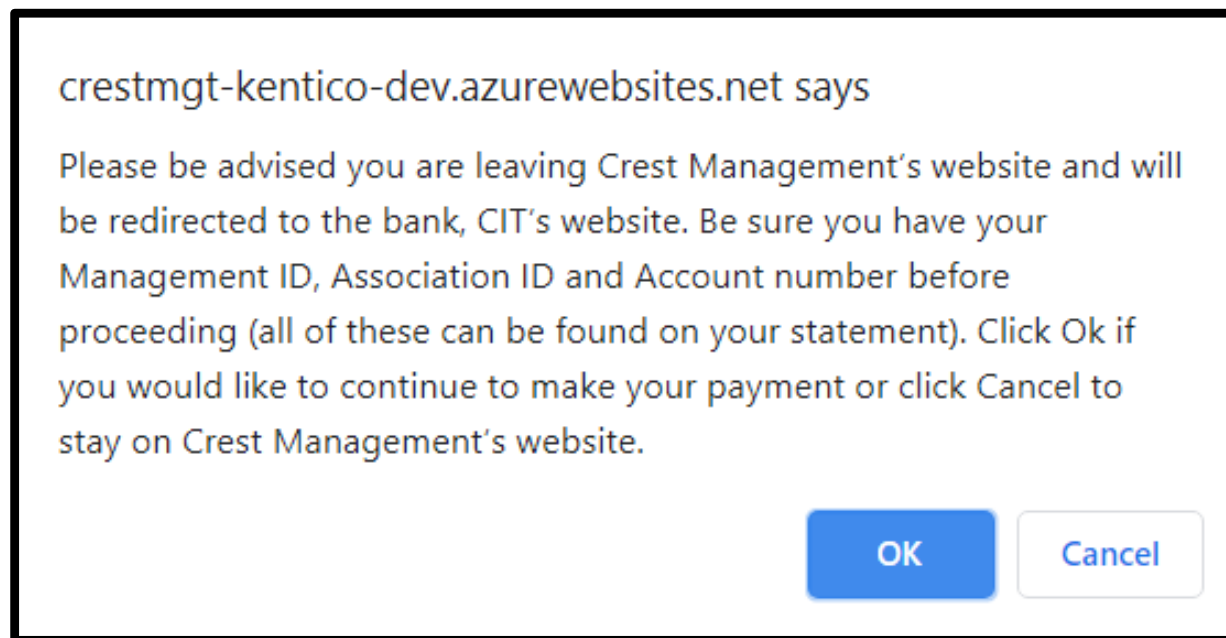 crestmgt-kentico-dev.azurewebsites.net says
Please be advised you are leaving Crest Management’s website and will
be redirected to the bank, CIT’s website. Be sure you have your
Management ID, Association ID and Account number before
proceeding (all of these can be found on your statement). Click Ok if
you would like to continue to make your payment or click Cancel to
stay on Crest Management’s website.
OK
Cancel